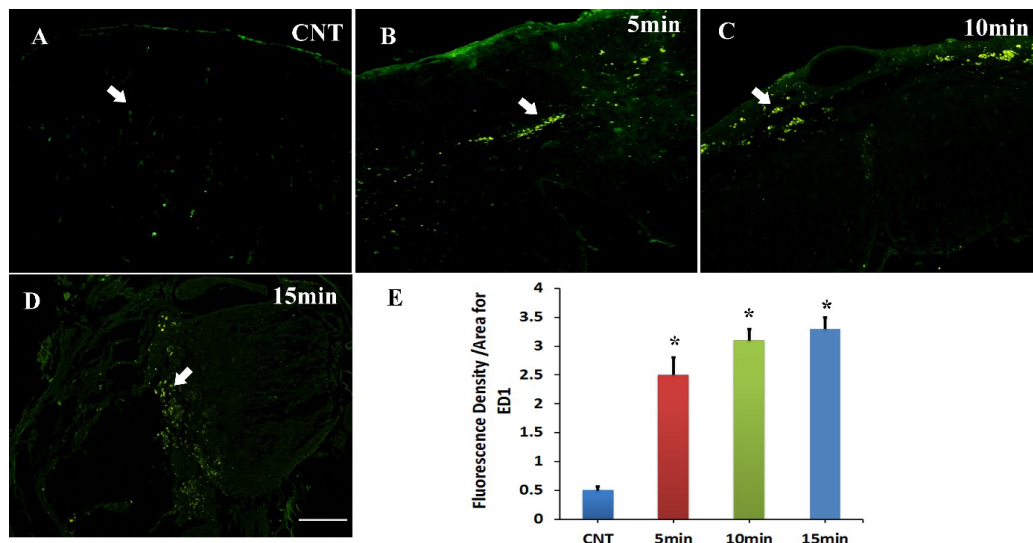 A
CNT
B
5min
C
10min
D
15min
E
Fluorescence Density /Area for
ED1
4
3.5
3
2.5
2
1.5
1
0.5
0
*
*
*
CNT
5min
10min
15min